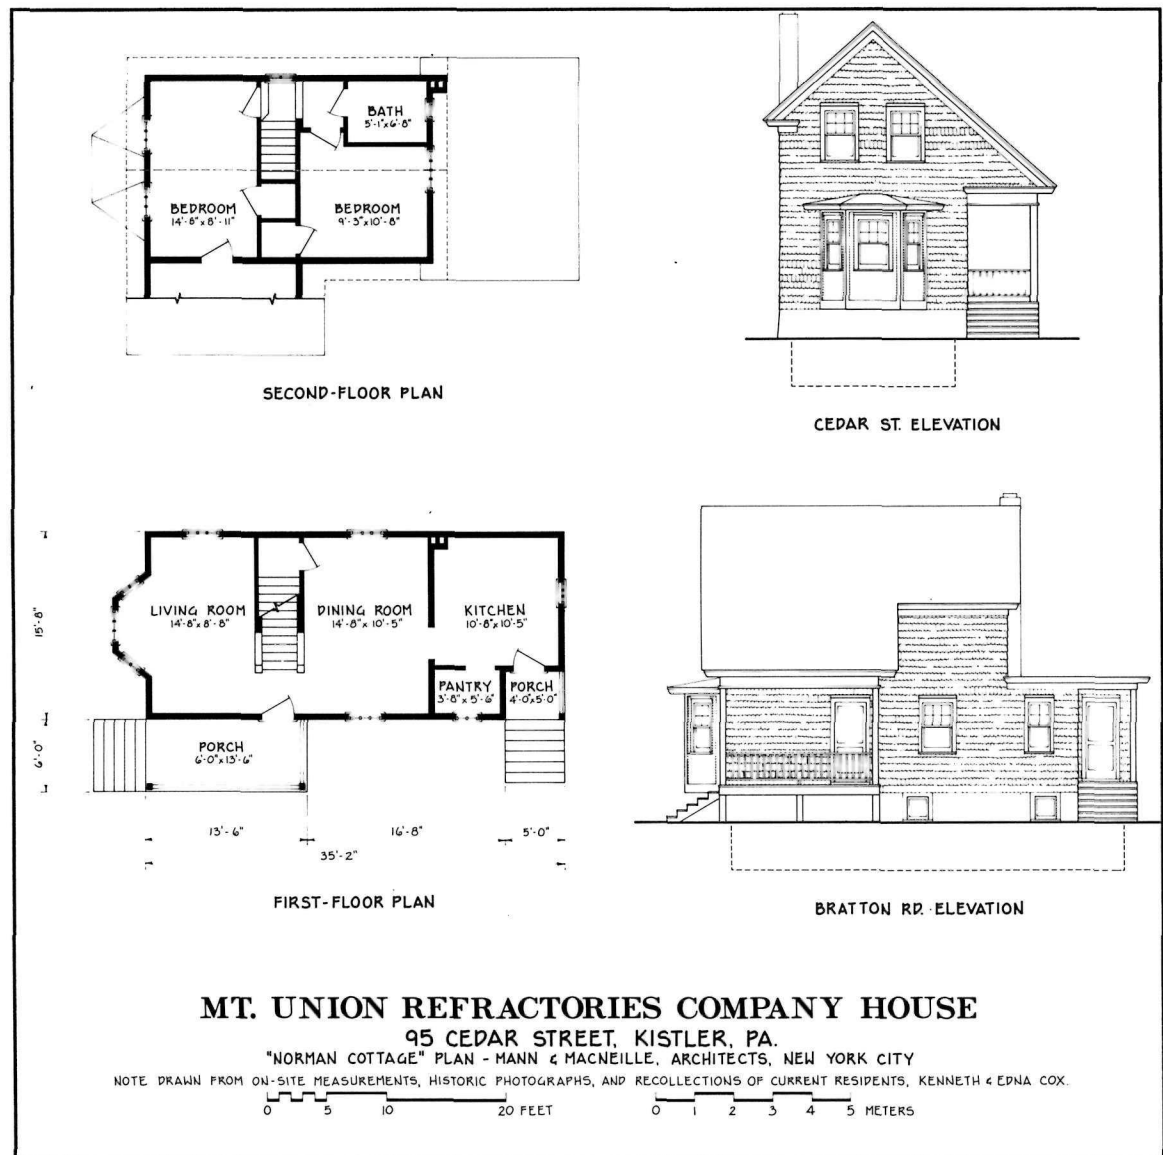 BATH
5'-1"x6'-8"
BEDROOM
14'-8"x8'-11"
BEDROOM
9'-3"x10'-8"
SECOND-FLOOR PLAN
CEDAR ST. ELEVATION
LIVING ROOM
14'-8"x8'-8"
DINING ROOM
14'-8"x10'-5"
KITCHEN
10'-8"x10'-5"
PANTRY
3'-8"x5'-6"
PORCH
4'-0"x5'-0"
PORCH
6'-0"x13'-6"
15'-8"
6'-0"
13'-6"
16'-8"
5'-0"
35'-2"
FIRST-FLOOR PLAN
BRATTON RD. ELEVATION
MT. UNION REFRACTORIES COMPANY HOUSE
95 CEDAR STREET, KISTLER, PA.
"NORMAN COTTAGE" PLAN - MANN & MACNEILLE, ARCHITECTS, NEW YORK CITY
NOTE DRAWN FROM ON-SITE MEASUREMENTS, HISTORIC PHOTOGRAPHS, AND RECOLLECTIONS OF CURRENT RESIDENTS, KENNETH & EDNA COX.
0 5 10 20 FEET
0 1 2 3 4 5 METERS